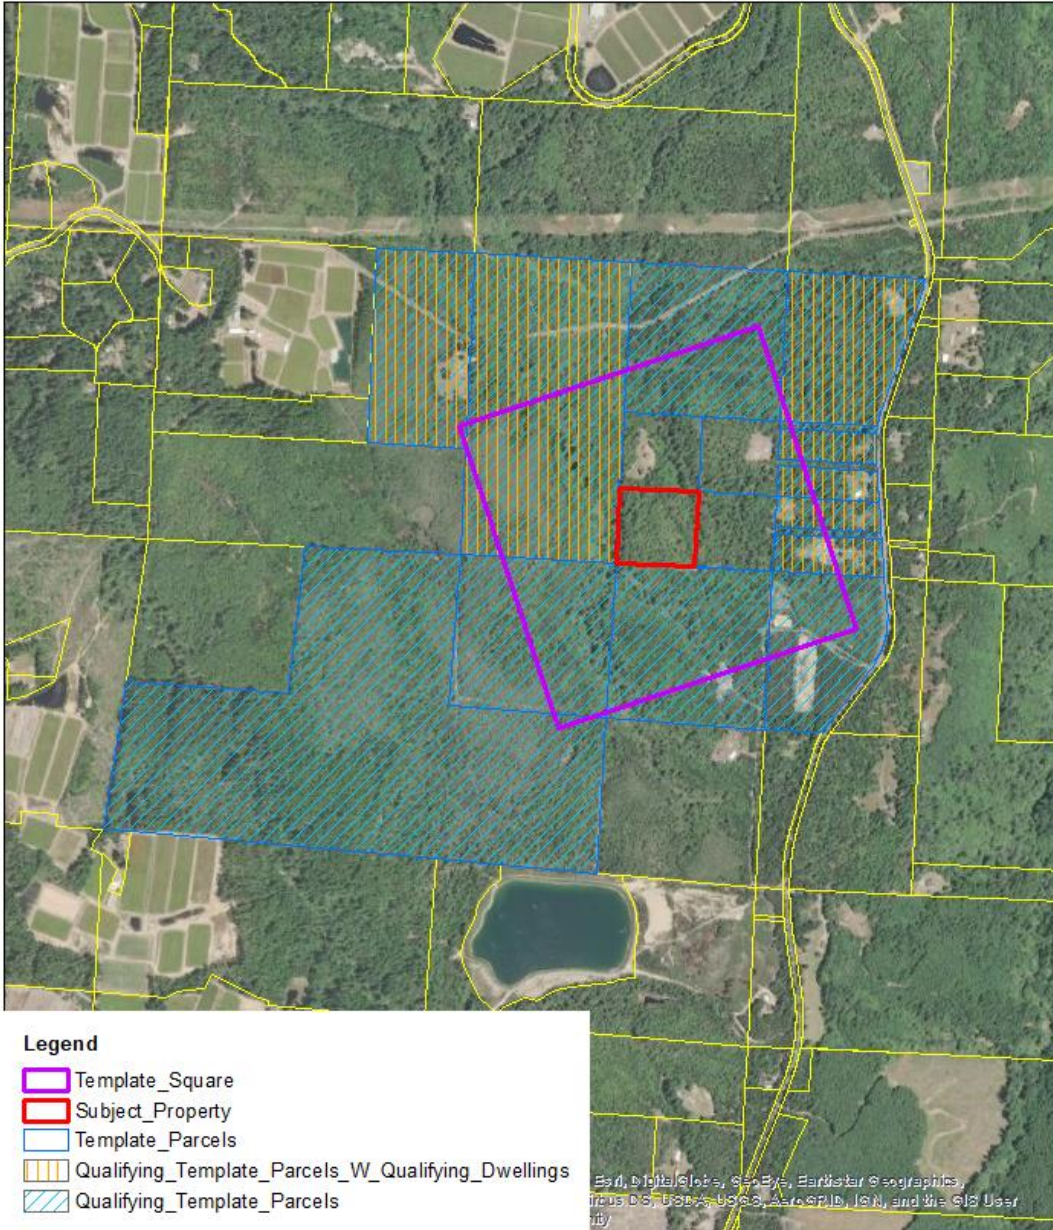 Legend
Template_Square
Subject_Property
Template_Parcels
Qualifying_Template_Parcels_W_Qualifying_Dwellings
Qualifying_Template_Parcels
Esri, DigitalGlobe, GeoEye, Earthstar Geographics,
DS, USDA, USGS, AeroGRID, IGN, and the GIS User